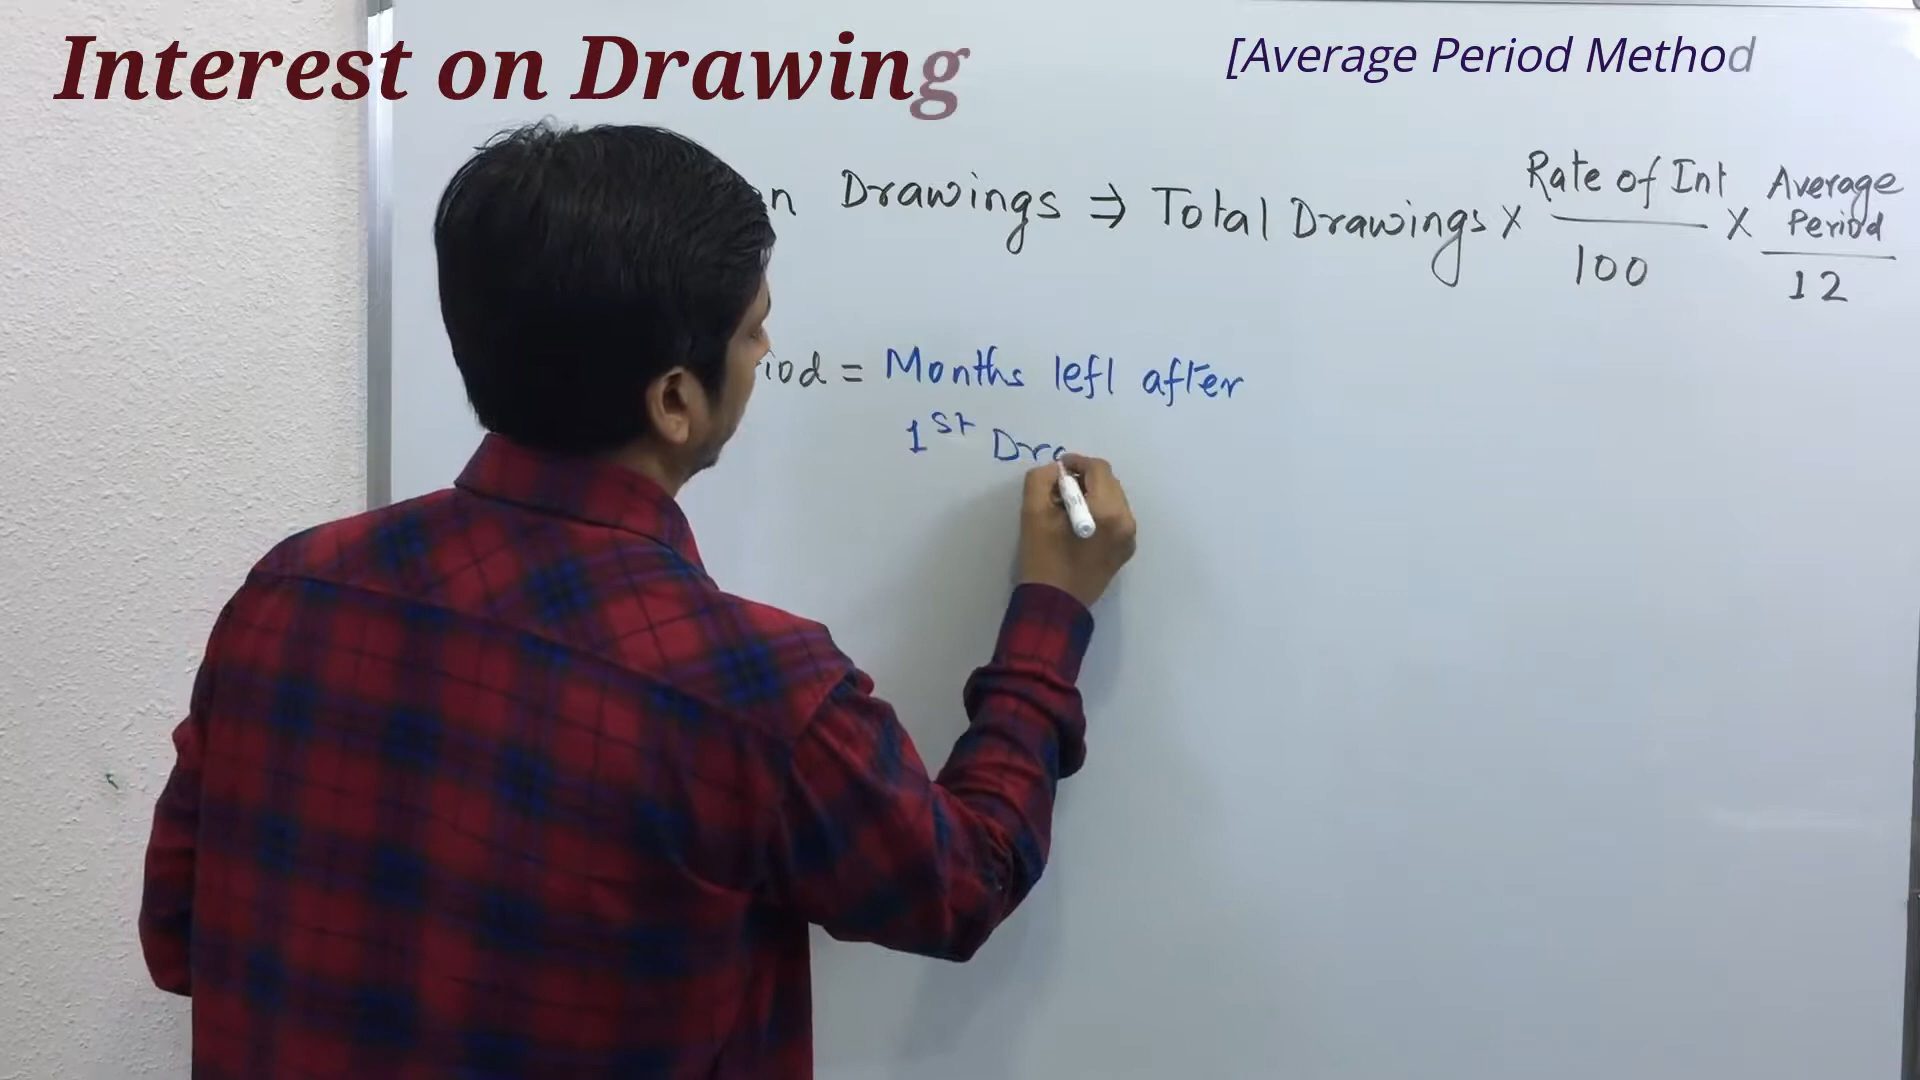 Interest on Drawing
[Average Period Method
n Drawings ⇒ Total Drawings × Rate of Int / 100 × Average Period / 12
iod = Months left after
1st Dra